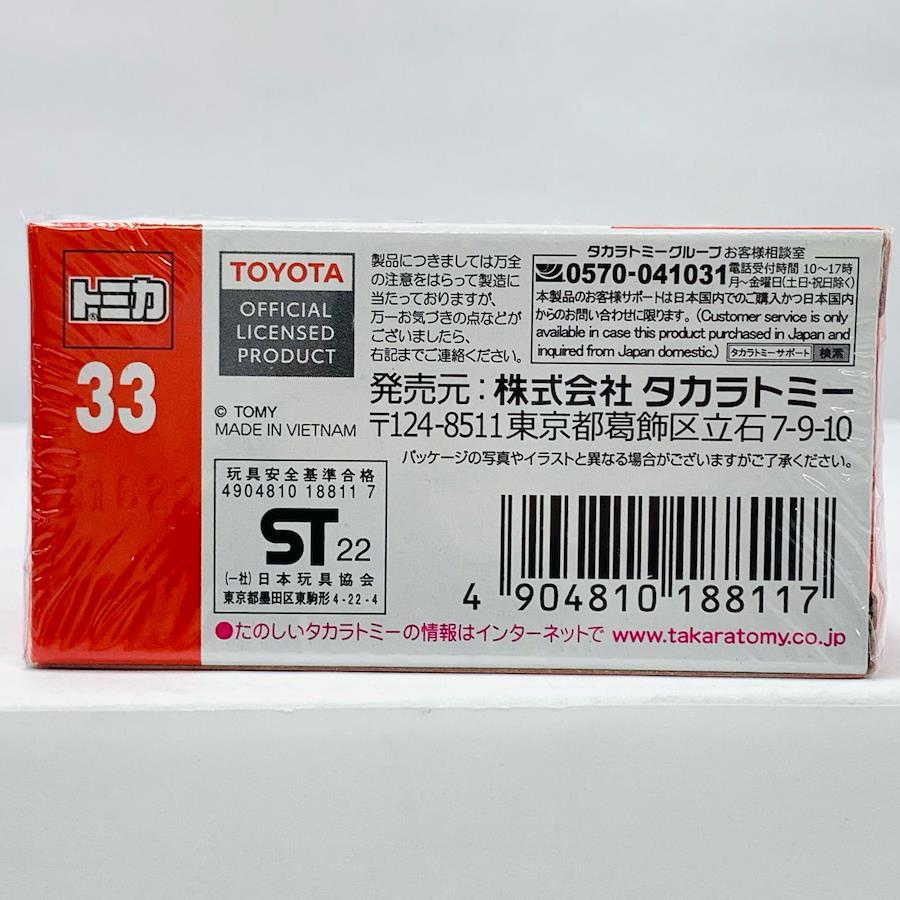 トミカ
®
33
TOYOTA
OFFICIAL
LICENSED
PRODUCT
© TOMY
MADE IN VIETNAM
製品につきましては万全
の注意をはらって製造に
当たっておりますが、
万一お気づきの点などが
ございましたら、
右記までご連絡ください。
タカラトミーグループ お客様相談室
0570-041031 電話受付時間 10～17時
月～金曜日(土日・祝日除く)
本製品のお客様サポートは日本国内でのご購入かつ日本国内
からのお問い合わせに限ります。(Customer service is only
available in case this product purchased in Japan and
inquired from Japan domestic.) タカラトミーサポート 検索
発売元：株式会社 タカラトミー
〒124-8511 東京都葛飾区立石7-9-10
パッケージの写真やイラストと異なる場合がございますがご了承ください。
玩具安全基準合格
4904810 18811 7
ST 22
(一社)日本玩具協会
東京都墨田区東駒形4-22-4
4 904810 188117
●たのしいタカラトミーの情報はインターネットで www.takaratomy.co.jp